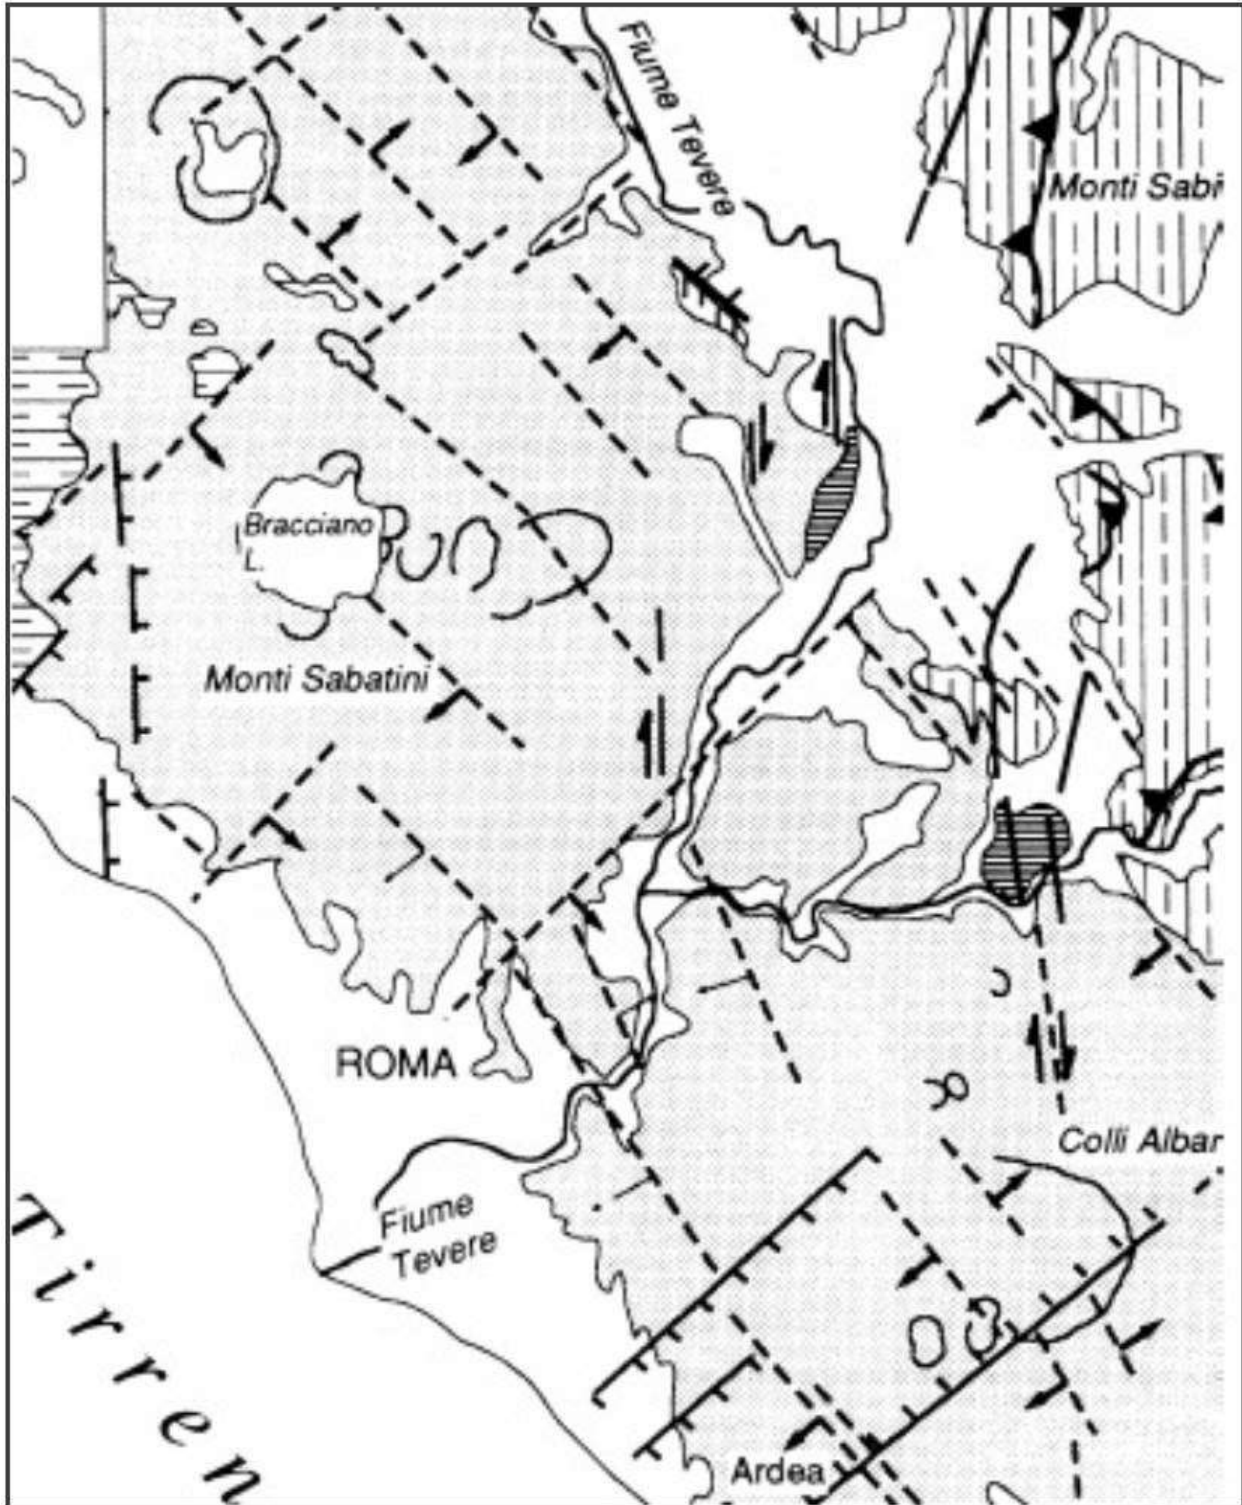 Fiume Tevere
Monti Sabi
Bracciano
L.
Monti Sabatini
ROMA
Colli Albar
Fiume
Tevere
Tirren
Ardea